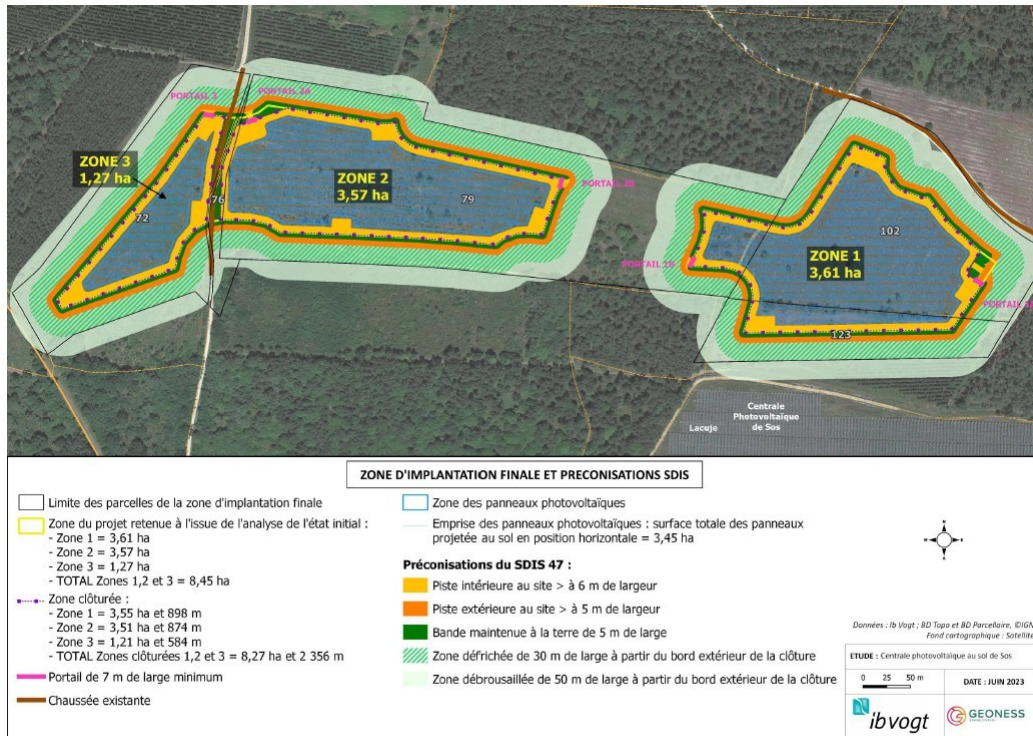 PORTAIL 3
PORTAIL 2A
ZONE 3
1,27 ha
ZONE 2
3,57 ha
PORTAIL 2B
72
76
79
102
ZONE 1
3,61 ha
PORTAIL 1B
PORTAIL
123
Centrale
Photovoltaïque
de Sos
Lacuje
ZONE D'IMPLANTATION FINALE ET PRECONISATIONS SDIS
Limite des parcelles de la zone d'implantation finale
Zone du projet retenue à l'issue de l'analyse de l'état initial :
- Zone 1 = 3,61 ha
- Zone 2 = 3,57 ha
- Zone 3 = 1,27 ha
- TOTAL Zones 1,2 et 3 = 8,45 ha
Zone clôturée :
- Zone 1 = 3,55 ha et 898 m
- Zone 2 = 3,51 ha et 874 m
- Zone 3 = 1,21 ha et 584 m
- TOTAL Zones clôturées 1,2 et 3 = 8,27 ha et 2 356 m
Portail de 7 m de large minimum
Chaussée existante
Zone des panneaux photovoltaïques
Emprise des panneaux photovoltaïques : surface totale des panneaux
projetée au sol en position horizontale = 3,45 ha
Préconisations du SDIS 47 :
Piste intérieure au site > à 6 m de largeur
Piste extérieure au site > à 5 m de largeur
Bande maintenue à la terre de 5 m de large
Zone défrichée de 30 m de large à partir du bord extérieur de la clôture
Zone débrousaillée de 50 m de large à partir du bord extérieur de la clôture
Données : Ib Vogt ; BD Topo et BD Parcellaire, ©IGN
Fond cartographique : Satellite
ETUDE : Centrale photovoltaïque au sol de Sos
0 25 50 m
DATE : JUIN 2023
ibvogt
GEONESS